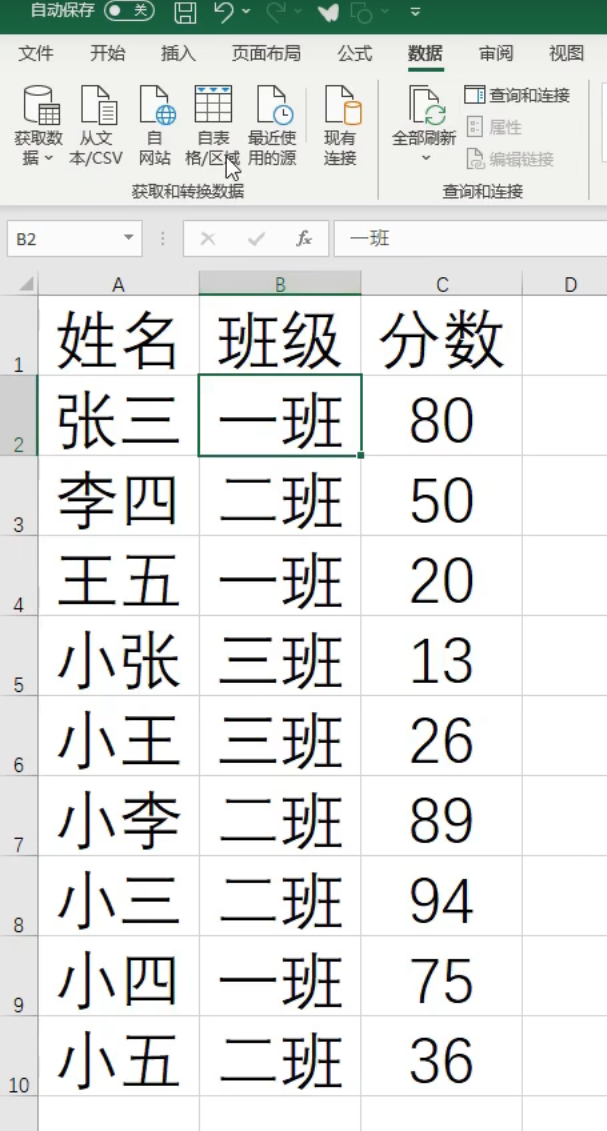 自动保存 关
文件 开始 插入 页面布局 公式 数据 审阅 视图
获取数据 从文本/CSV 自网站 自表格/区域 最近使用的源 现有连接 全部刷新 查询和连接
属性
编辑链接
获取和转换数据 查询和连接
B2 fx 一班
A B C D
1 姓名 班级 分数
2 张三 一班 80
3 李四 二班 50
4 王五 一班 20
5 小张 三班 13
6 小王 三班 26
7 小李 二班 89
8 小三 二班 94
9 小四 一班 75
10 小五 二班 36